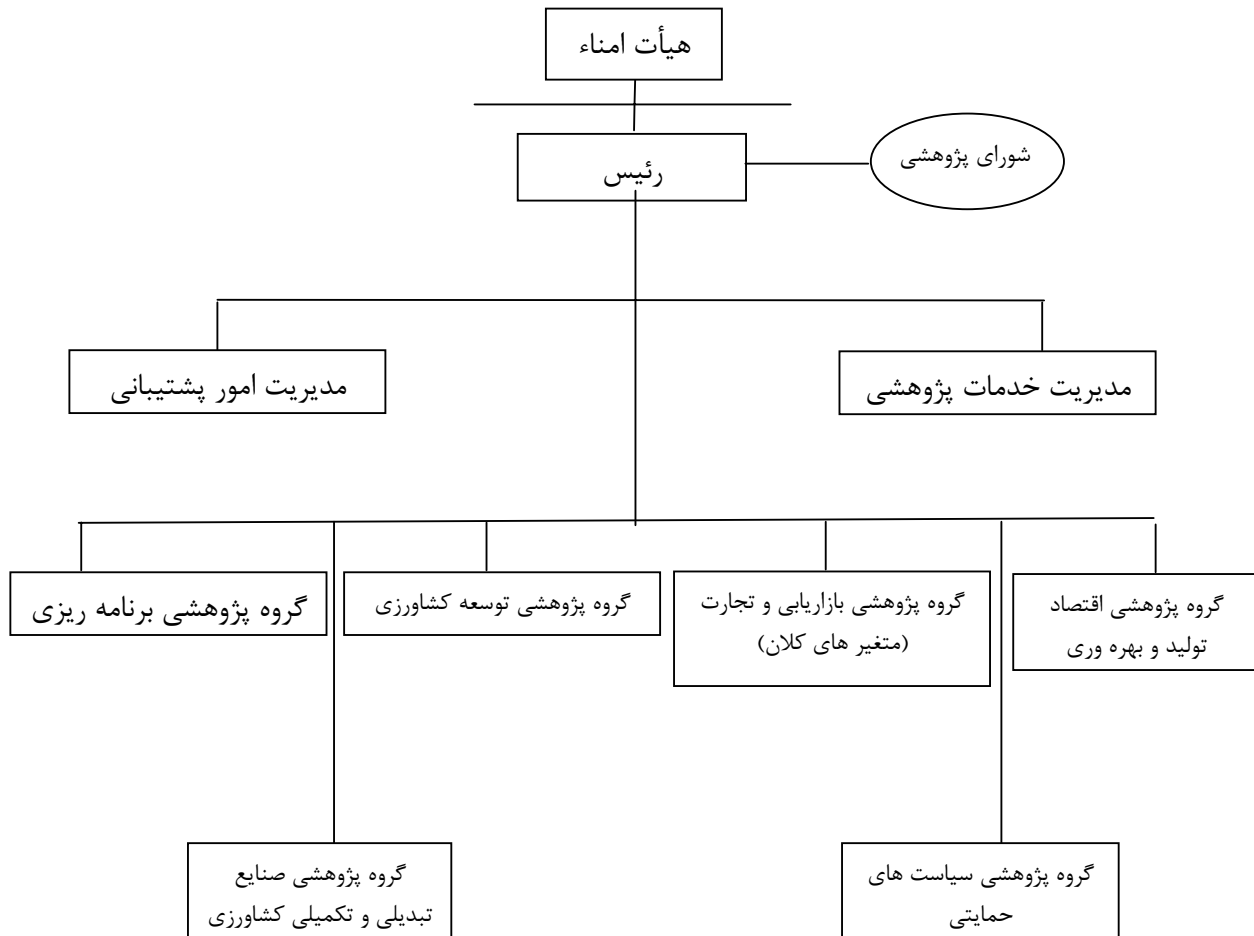 هیأت امناء
رئیس
شورای پژوهشی
مدیریت خدمات پژوهشی
مدیریت امور پشتیبانی
گروه پژوهشی اقتصاد
تولید و بهره وری
گروه پژوهشی بازاریابی و تجارت
(متغیر های کلان)
گروه پژوهشی توسعه کشاورزی
گروه پژوهشی برنامه ریزی
گروه پژوهشی سیاست های
حمایتی
گروه پژوهشی صنایع
تبدیلی و تکمیلی کشاورزی